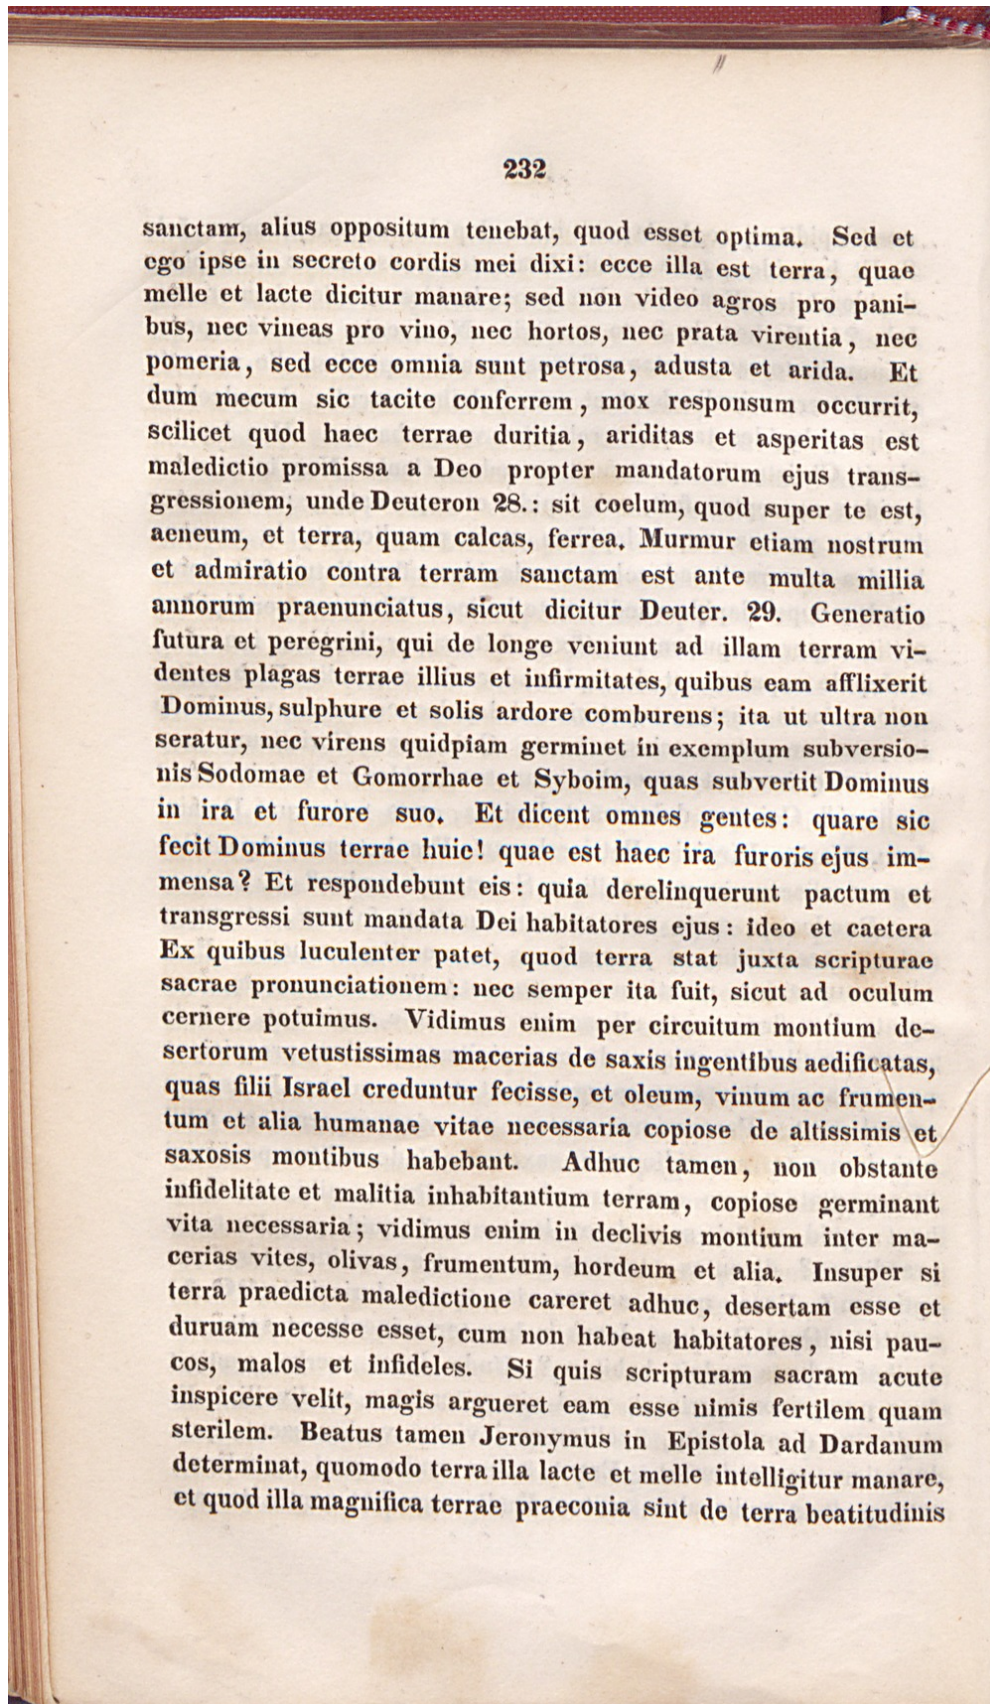 232
sanctam, alius oppositum tenebat, quod esset optima. Sed et
ego ipse in secreto cordis mei dixi: ecce illa est terra, quae
melle et lacte dicitur manare; sed non video agros pro pani-
bus, nec vineas pro vino, nec hortos, nec prata virentia, nec
pomeria, sed ecce omnia sunt petrosa, adusta et arida. Et
dum mecum sic tacite conferrem, mox responsum occurrit,
scilicet quod haec terrae duritia, ariditas et asperitas est
maledictio promissa a Deo propter mandatorum ejus trans-
gressionem, unde Deuteron 28.: sit coelum, quod super te est,
aeneum, et terra, quam calcas, ferrea. Murmur etiam nostrum
et admiratio contra terram sanctam est ante multa millia
annorum praenunciatus, sicut dicitur Deuter. 29. Generatio
futura et peregrini, qui de longe veniunt ad illam terram vi-
dentes plagas terrae illius et infirmitates, quibus eam afflixerit
Dominus, sulphure et solis ardore comburens; ita ut ultra non
seratur, nec virens quidpiam germinet in exemplum subversio-
nis Sodomae et Gomorrhae et Syboim, quas subvertit Dominus
in ira et furore suo. Et dicent omnes gentes: quare sic
fecit Dominus terrae huic! quae est haec ira furoris ejus im-
mensa? Et respondebunt eis: quia derelinquerunt pactum et
transgressi sunt mandata Dei habitatores ejus: ideo et caetera
Ex quibus luculenter patet, quod terra stat juxta scripturae
sacrae pronunciationem: nec semper ita fuit, sicut ad oculum
cernere potuimus. Vidimus enim per circuitum montium de-
sertorum vetustissimas macerias de saxis ingentibus aedificatas,
quas filii Israel creduntur fecisse, et oleum, vinum ac frumen-
tum et alia humanae vitae necessaria copiose de altissimis et
saxosis montibus habebant. Adhuc tamen, non obstante
infidelitate et malitia inhabitantium terram, copiose germinant
vita necessaria; vidimus enim in declivis montium inter ma-
cerias vites, olivas, frumentum, hordeum et alia. Insuper si
terra praedicta maledictione careret adhuc, desertam esse et
duruam necesse esset, cum non habeat habitatores, nisi pau-
cos, malos et infideles. Si quis scripturam sacram acute
inspicere velit, magis argueret eam esse nimis fertilem quam
sterilem. Beatus tamen Jeronymus in Epistola ad Dardanum
determinat, quomodo terra illa lacte et melle intelligitur manare,
et quod illa magnifica terrae praeconia sint de terra beatitudinis